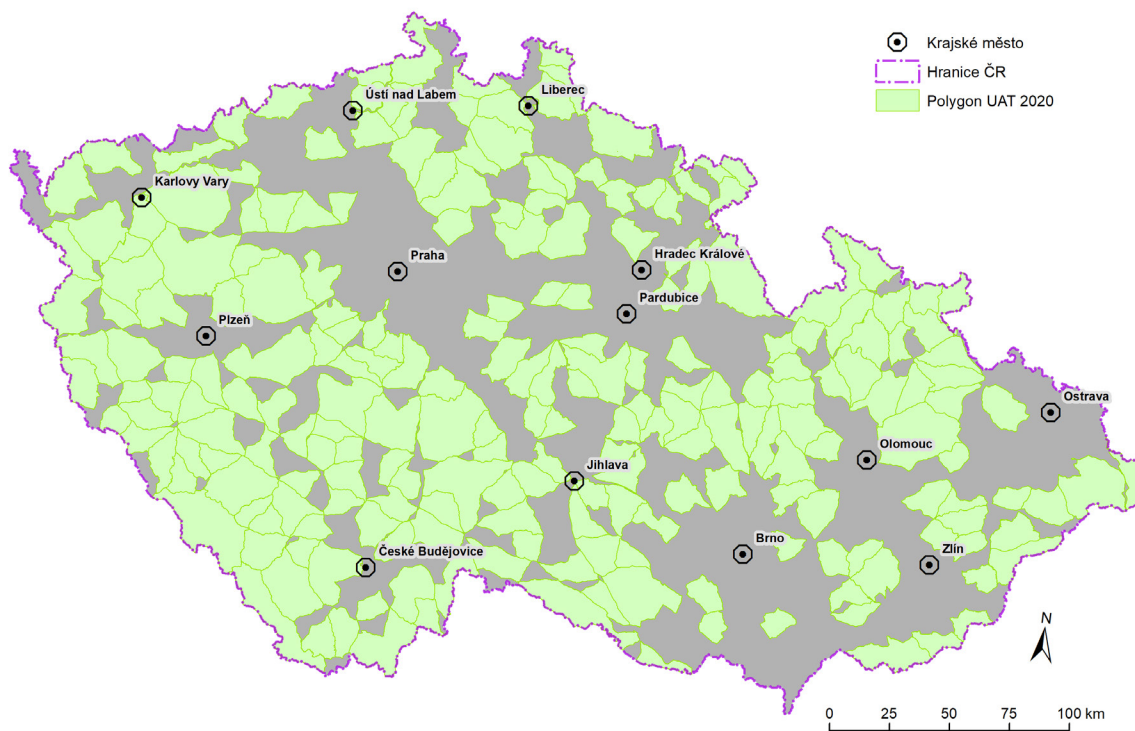 Krajské město
Hranice ČR
Polygon UAT 2020
Ústí nad Labem
Liberec
Karlovy Vary
Praha
Hradec Králové
Pardubice
Plzeň
Ostrava
Olomouc
Jihlava
Brno
České Budějovice
Zlín
N
0 25 50 75 100 km